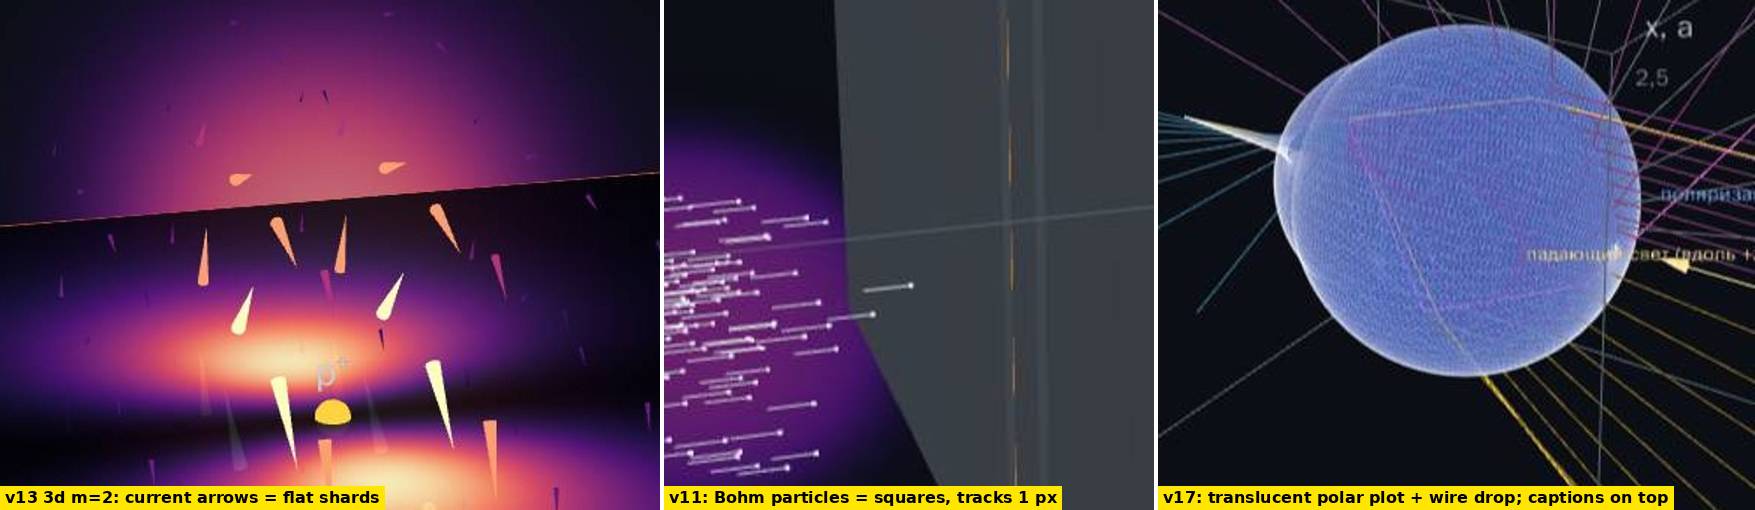 p⁺
x, a
2,5
поляриза
падающий свет (вдоль +
v13 3d m=2: current arrows = flat shards
v11: Bohm particles = squares, tracks 1 px
v17: translucent polar plot + wire drop; captions on top